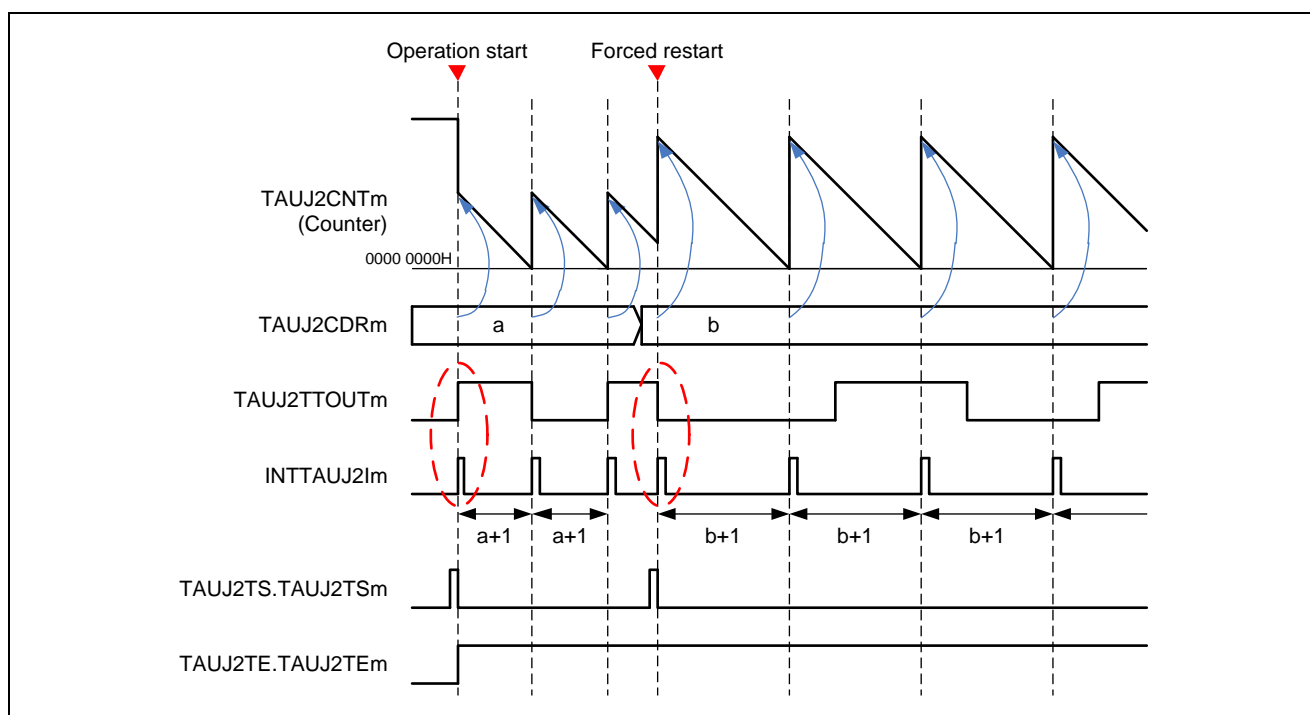 Operation start
Forced restart
TAUJ2CNTm
(Counter)
0000 0000H
TAUJ2CDRm
a
b
TAUJ2TTOUTm
INTTAUJ2Im
a+1
a+1
b+1
b+1
b+1
TAUJ2TS.TAUJ2TSm
TAUJ2TE.TAUJ2TEm